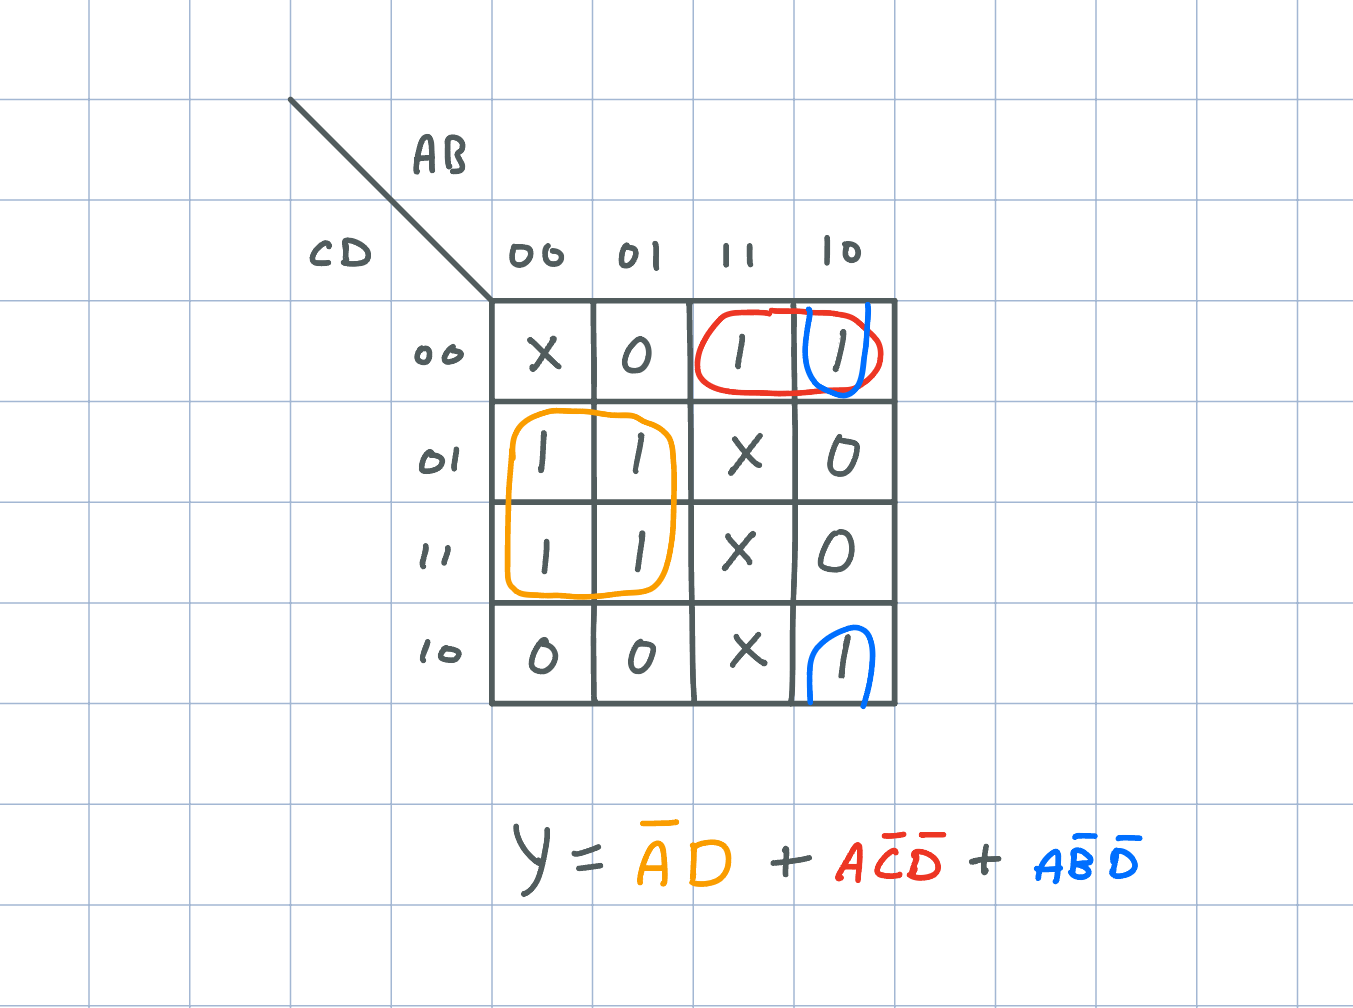 AB
CD 00 01 11 10
00 X 0 1 1
01 1 1 X 0
11 1 1 X 0
10 0 0 X 1
Y = A̅D + AC̅D̅ + AB̅D̅